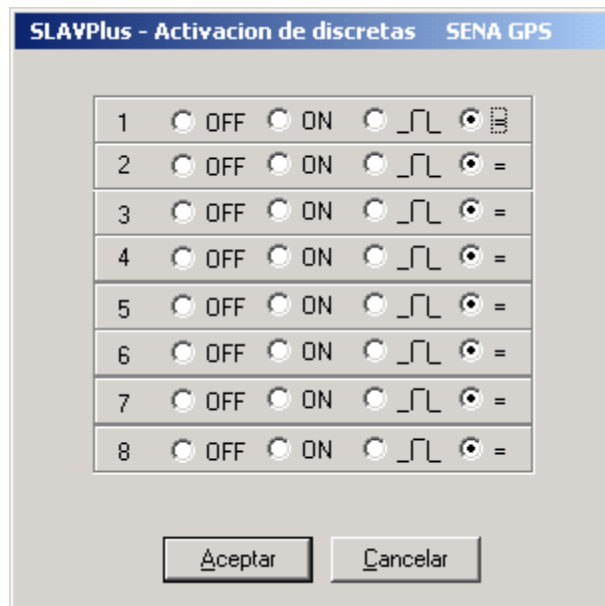 SLAVPlus - Activacion de discretas SENA GPS
1 OFF ON _⎍_ =
2 OFF ON _⎍_ =
3 OFF ON _⎍_ =
4 OFF ON _⎍_ =
5 OFF ON _⎍_ =
6 OFF ON _⎍_ =
7 OFF ON _⎍_ =
8 OFF ON _⎍_ =
Aceptar Cancelar